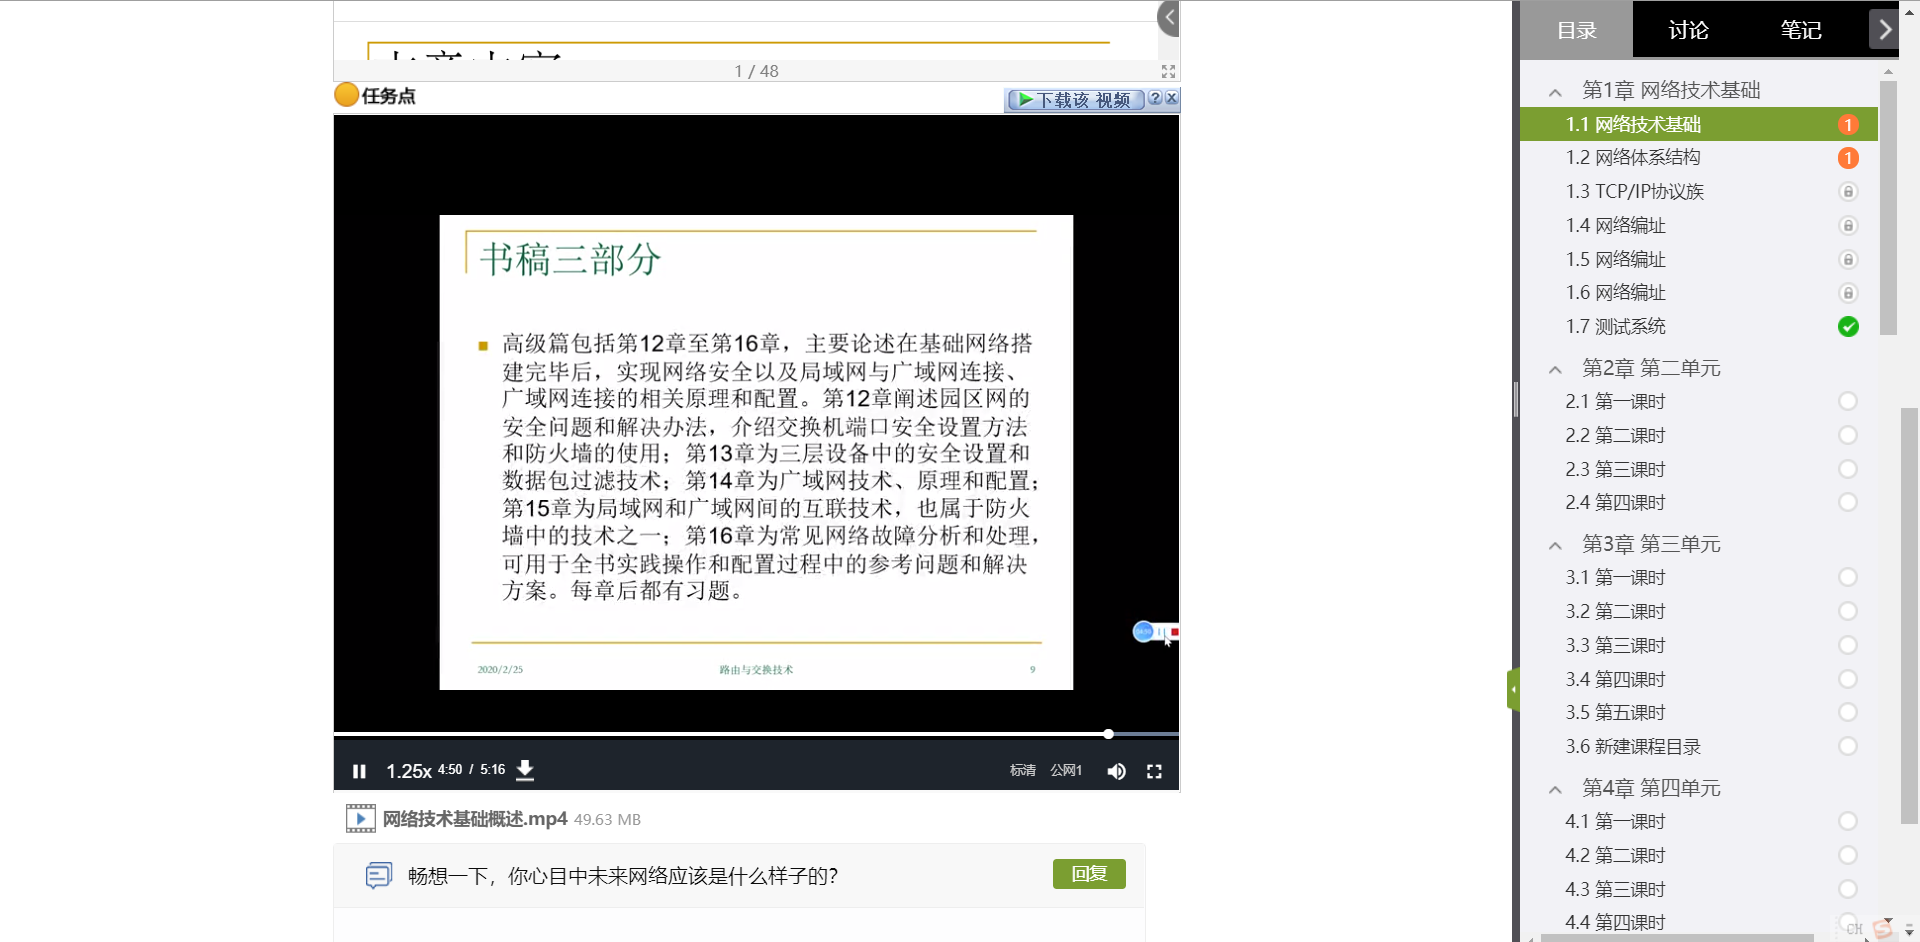 1 / 48
任务点
下载该 视频
书稿三部分
高级篇包括第12章至第16章，主要论述在基础网络搭
建完毕后，实现网络安全以及局域网与广域网连接、
广域网连接的相关原理和配置。第12章阐述园区网的
安全问题和解决办法，介绍交换机端口安全设置方法
和防火墙的使用；第13章为三层设备中的安全设置和
数据包过滤技术；第14章为广域网技术、原理和配置；
第15章为局域网和广域网间的互联技术，也属于防火
墙中的技术之一；第16章为常见网络故障分析和处理，
可用于全书实践操作和配置过程中的参考问题和解决
方案。每章后都有习题。
2020/2/25 路由与交换技术 9
1.25x 4:50 / 5:16 标清 公网1
网络技术基础概述.mp4 49.63 MB
畅想一下，你心目中未来网络应该是什么样子的？ 回复
目录 讨论 笔记
第1章 网络技术基础
1.1 网络技术基础 1
1.2 网络体系结构 1
1.3 TCP/IP协议族
1.4 网络编址
1.5 网络编址
1.6 网络编址
1.7 测试系统
第2章 第二单元
2.1 第一课时
2.2 第二课时
2.3 第三课时
2.4 第四课时
第3章 第三单元
3.1 第一课时
3.2 第二课时
3.3 第三课时
3.4 第四课时
3.5 第五课时
3.6 新建课程目录
第4章 第四单元
4.1 第一课时
4.2 第二课时
4.3 第三课时
4.4 第四课时
CH